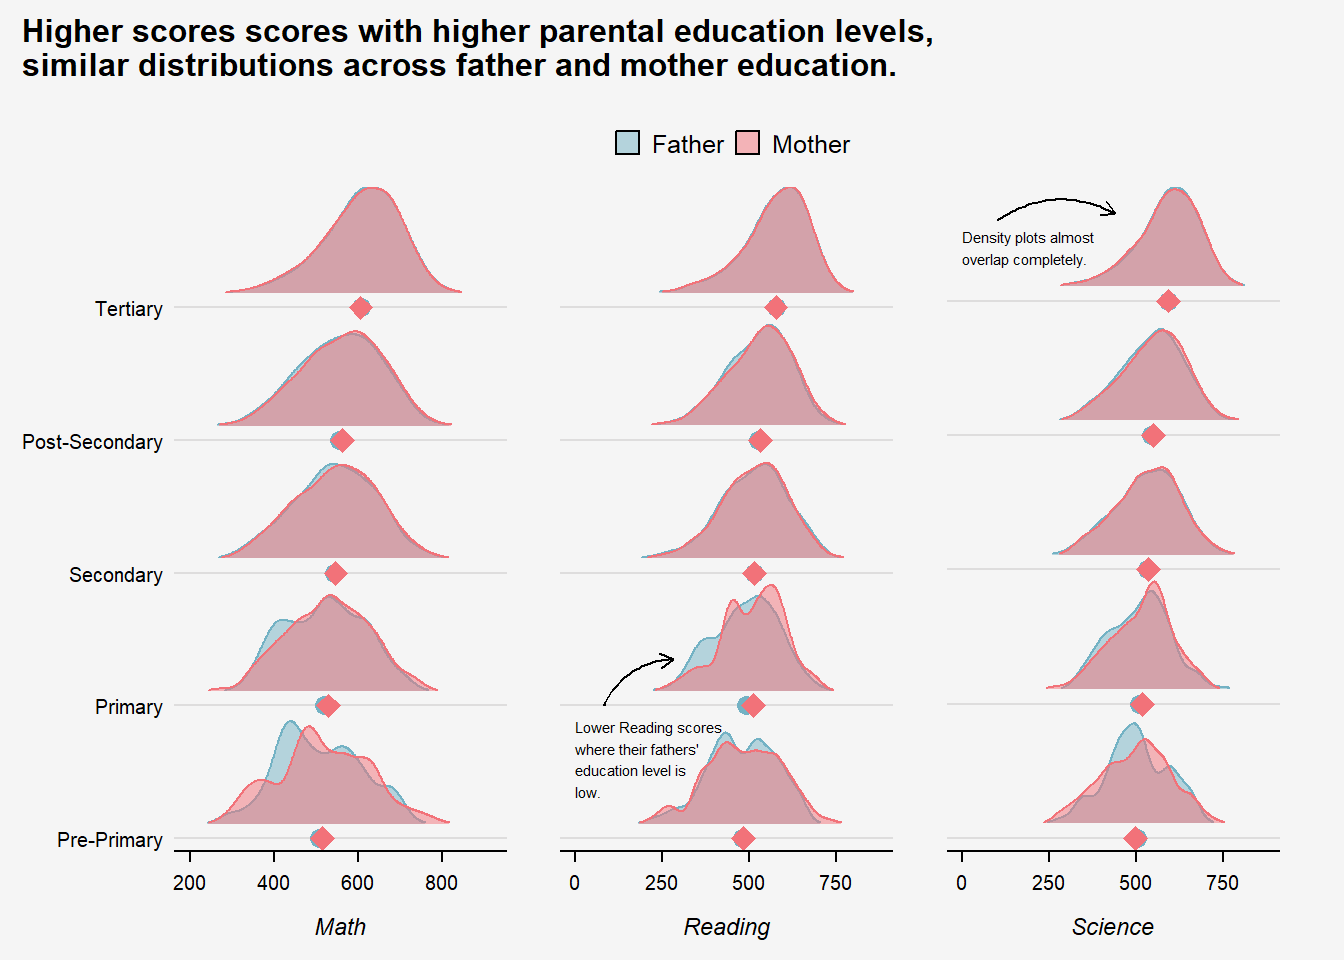 Higher scores scores with higher parental education levels,
similar distributions across father and mother education.
Father Mother
Density plots almost
overlap completely.
Tertiary
Post-Secondary
Secondary
Primary
Lower Reading scores
where their fathers'
education level is
low.
Pre-Primary
200 400 600 800 0 250 500 750 0 250 500 750
Math Reading Science